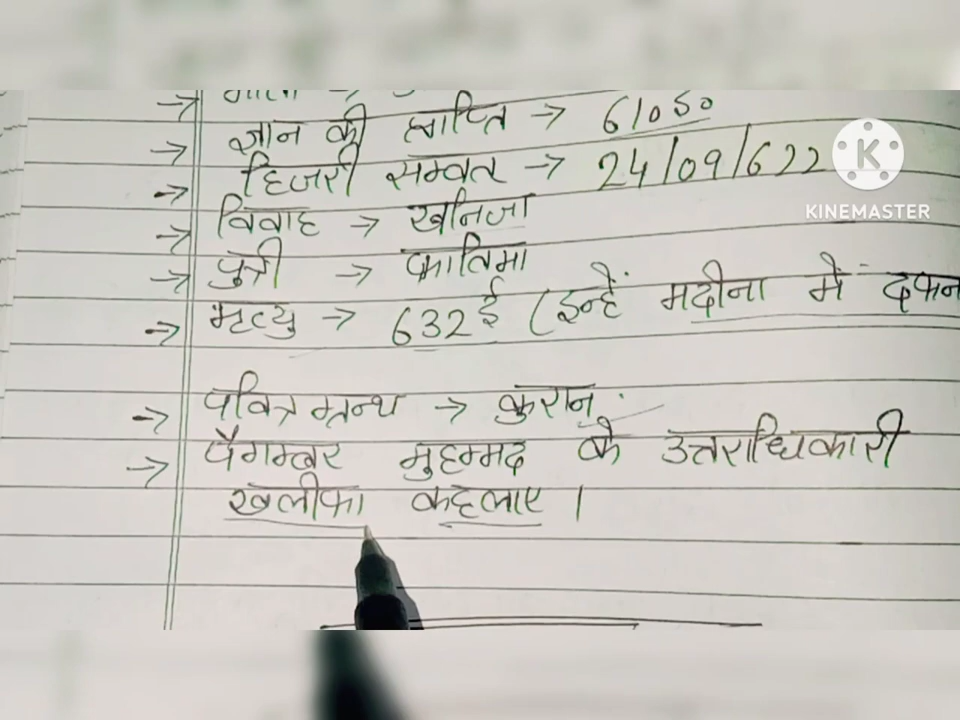 → ज्ञान की प्राप्ति → 610 ई०
→ हिजरी सम्वत → 24/09/622
→ विवाह → खनिजा
→ पुत्री → फातिमा
→ मृत्यु → 632 ई (इन्हें मदीना में दफन
→ पवित्र ग्रन्थ → कुरान.
→ पैगम्बर मुहम्मद के उत्तराधिकारी
खलीफा कहलाए।
KINEMASTER